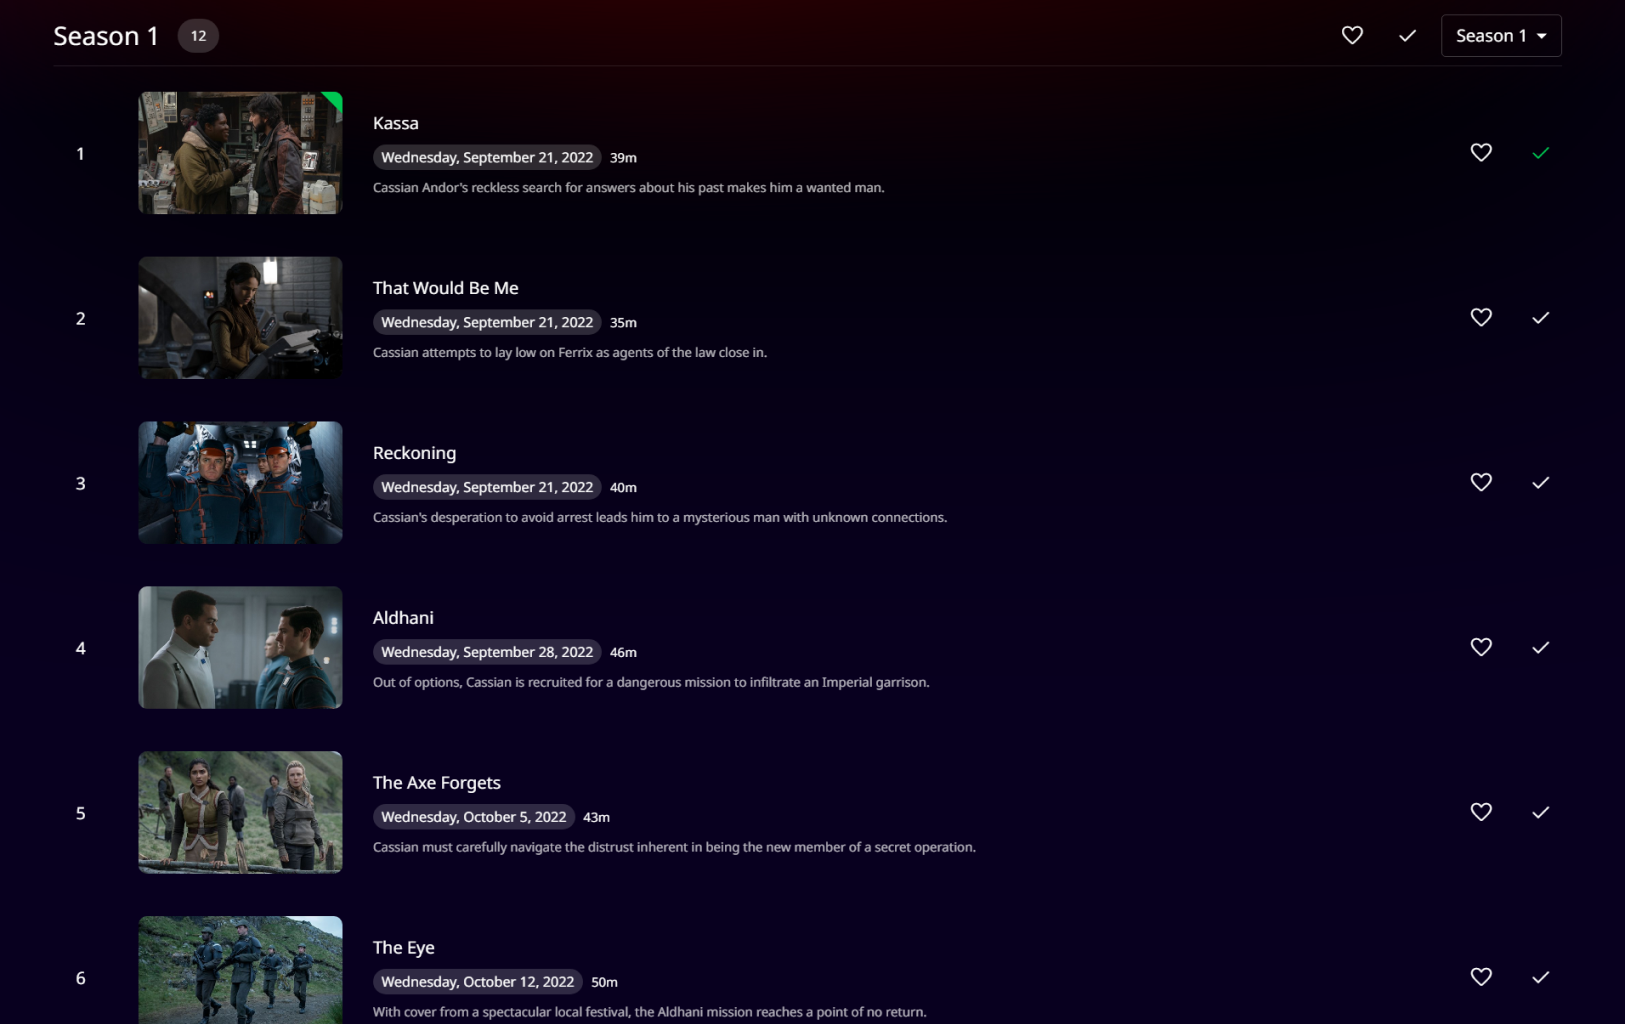 Season 1 12 Season 1
1
Kassa
Wednesday, September 21, 2022 39m
Cassian Andor's reckless search for answers about his past makes him a wanted man.
2
That Would Be Me
Wednesday, September 21, 2022 35m
Cassian attempts to lay low on Ferrix as agents of the law close in.
3
Reckoning
Wednesday, September 21, 2022 40m
Cassian's desperation to avoid arrest leads him to a mysterious man with unknown connections.
4
Aldhani
Wednesday, September 28, 2022 46m
Out of options, Cassian is recruited for a dangerous mission to infiltrate an Imperial garrison.
5
The Axe Forgets
Wednesday, October 5, 2022 43m
Cassian must carefully navigate the distrust inherent in being the new member of a secret operation.
6
The Eye
Wednesday, October 12, 2022 50m
With cover from a spectacular local festival, the Aldhani mission reaches a point of no return.